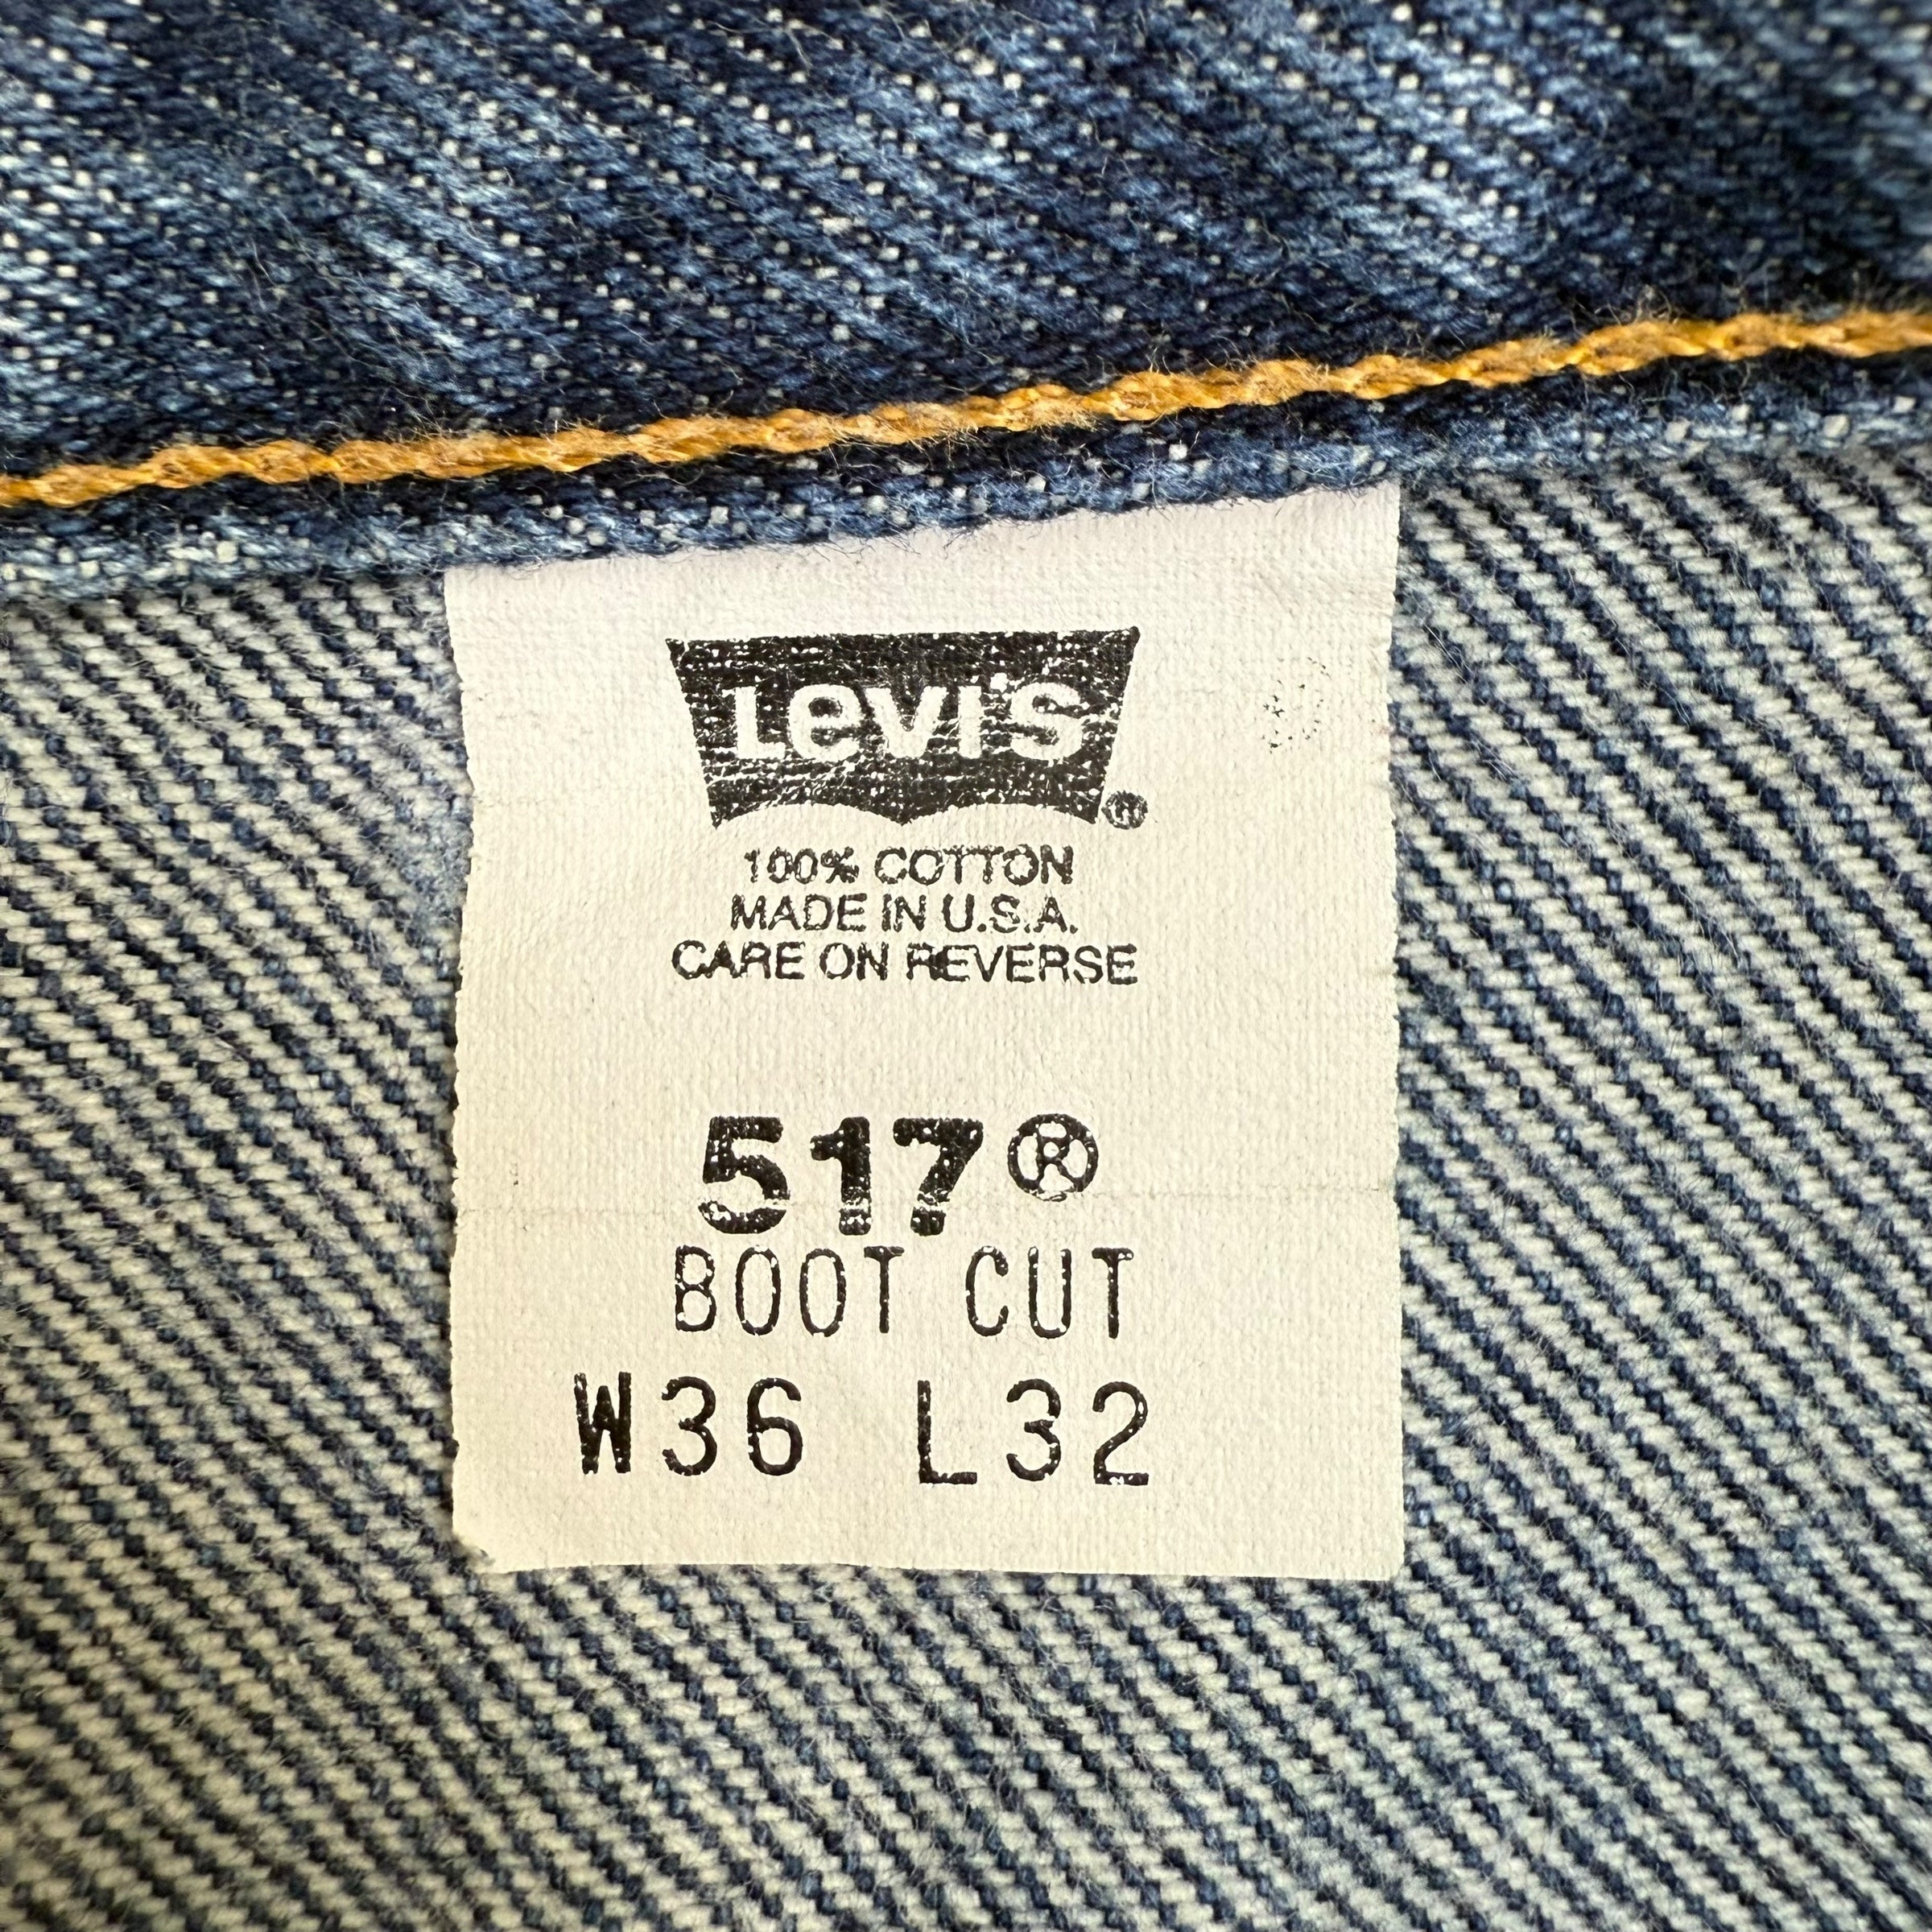 Levi's®
100% COTTON
MADE IN U.S.A.
CARE ON REVERSE
517®
BOOT CUT
W36 L32